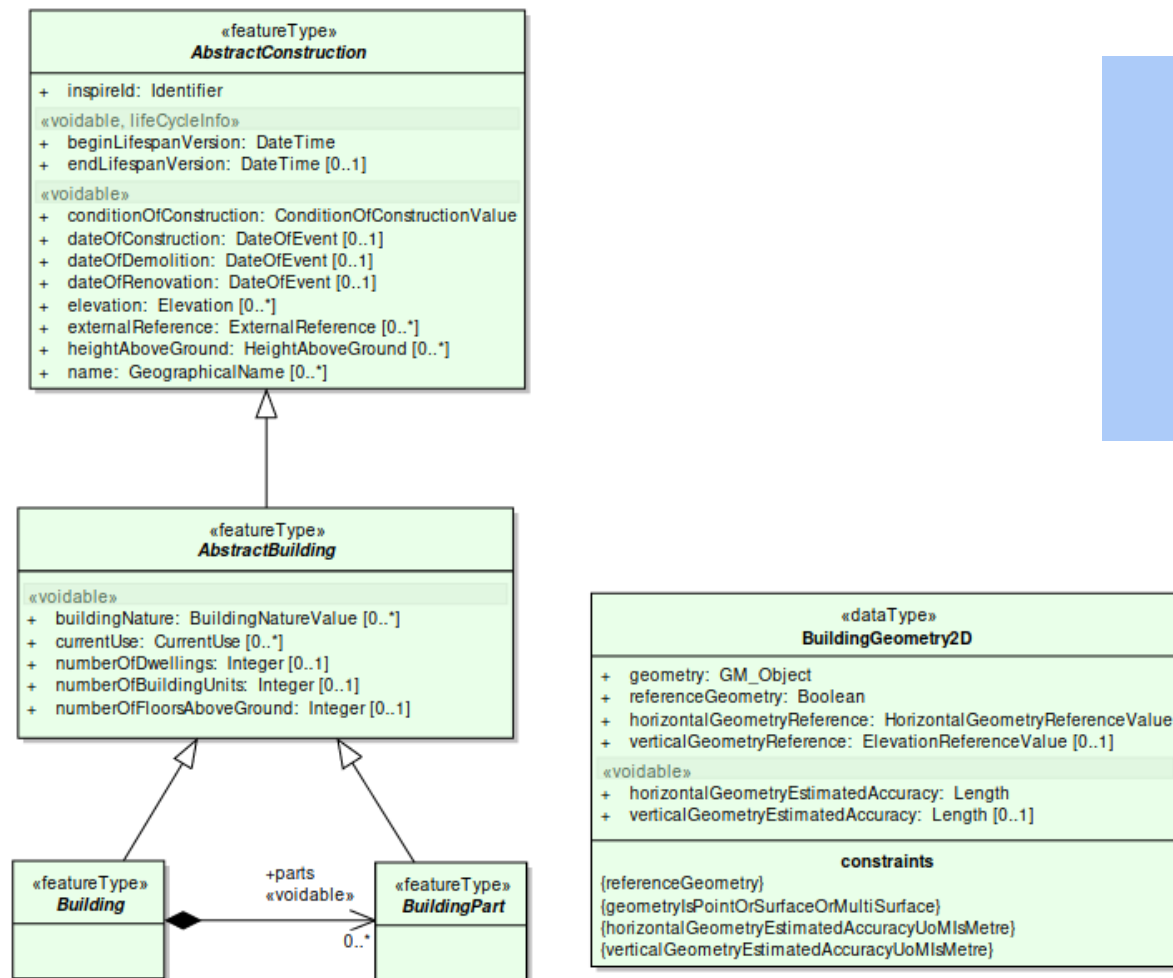 «featureType»
AbstractConstruction
+ inspireId: Identifier
«voidable, lifeCycleInfo»
+ beginLifespanVersion: DateTime
+ endLifespanVersion: DateTime [0..1]
«voidable»
+ conditionOfConstruction: ConditionOfConstructionValue
+ dateOfConstruction: DateOfEvent [0..1]
+ dateOfDemolition: DateOfEvent [0..1]
+ dateOfRenovation: DateOfEvent [0..1]
+ elevation: Elevation [0..*]
+ externalReference: ExternalReference [0..*]
+ heightAboveGround: HeightAboveGround [0..*]
+ name: GeographicalName [0..*]
«featureType»
AbstractBuilding
«voidable»
+ buildingNature: BuildingNatureValue [0..*]
+ currentUse: CurrentUse [0..*]
+ numberOfDwellings: Integer [0..1]
+ numberOfBuildingUnits: Integer [0..1]
+ numberOfFloorsAboveGround: Integer [0..1]
«dataType»
BuildingGeometry2D
+ geometry: GM_Object
+ referenceGeometry: Boolean
+ horizontalGeometryReference: HorizontalGeometryReferenceValue
+ verticalGeometryReference: ElevationReferenceValue [0..1]
«voidable»
+ horizontalGeometryEstimatedAccuracy: Length
+ verticalGeometryEstimatedAccuracy: Length [0..1]
constraints
{referenceGeometry}
{geometryIsPointOrSurfaceOrMultiSurface}
{horizontalGeometryEstimatedAccuracyUoMIsMetre}
{verticalGeometryEstimatedAccuracyUoMIsMetre}
«featureType»
Building
+parts
«voidable»
0..*
«featureType»
BuildingPart